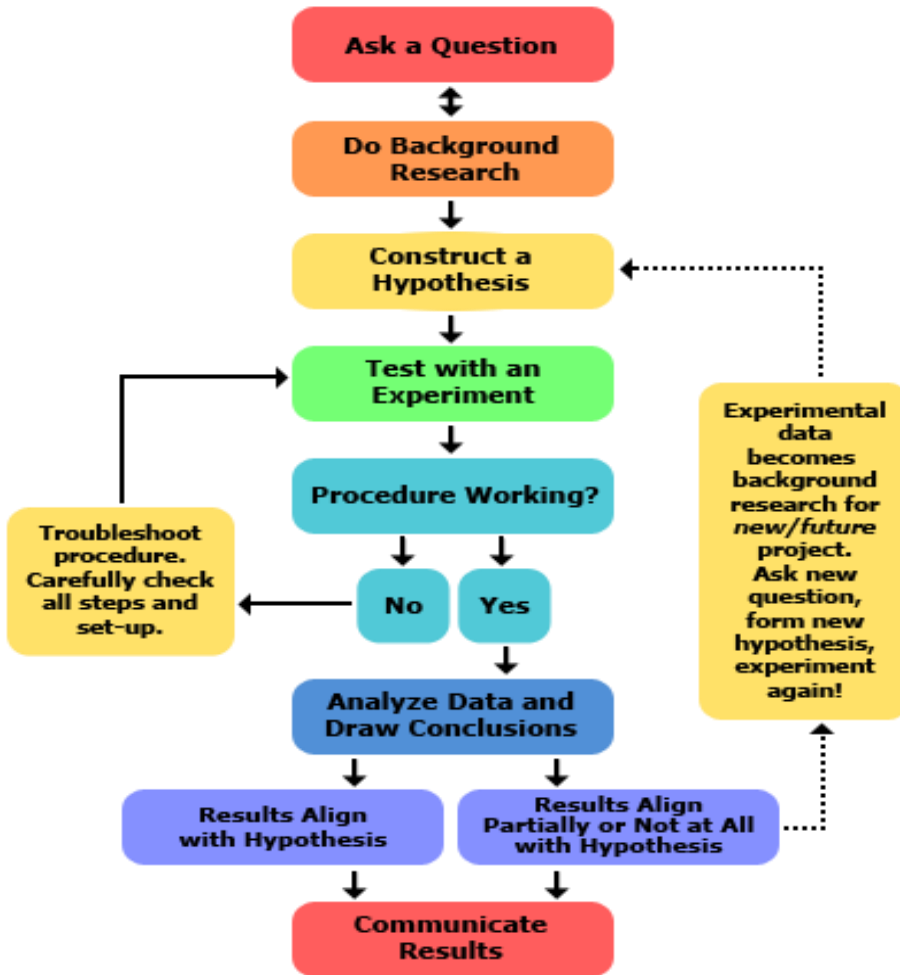 Ask a Question
Do Background
Research
Construct a
Hypothesis
Test with an
Experiment
Procedure Working?
No
Yes
Troubleshoot
procedure.
Carefully check
all steps and
set-up.
Analyze Data and
Draw Conclusions
Results Align
with Hypothesis
Results Align
Partially or Not at All
with Hypothesis
Experimental
data
becomes
background
research for
new/future
project.
Ask new
question,
form new
hypothesis,
experiment
again!
Communicate
Results